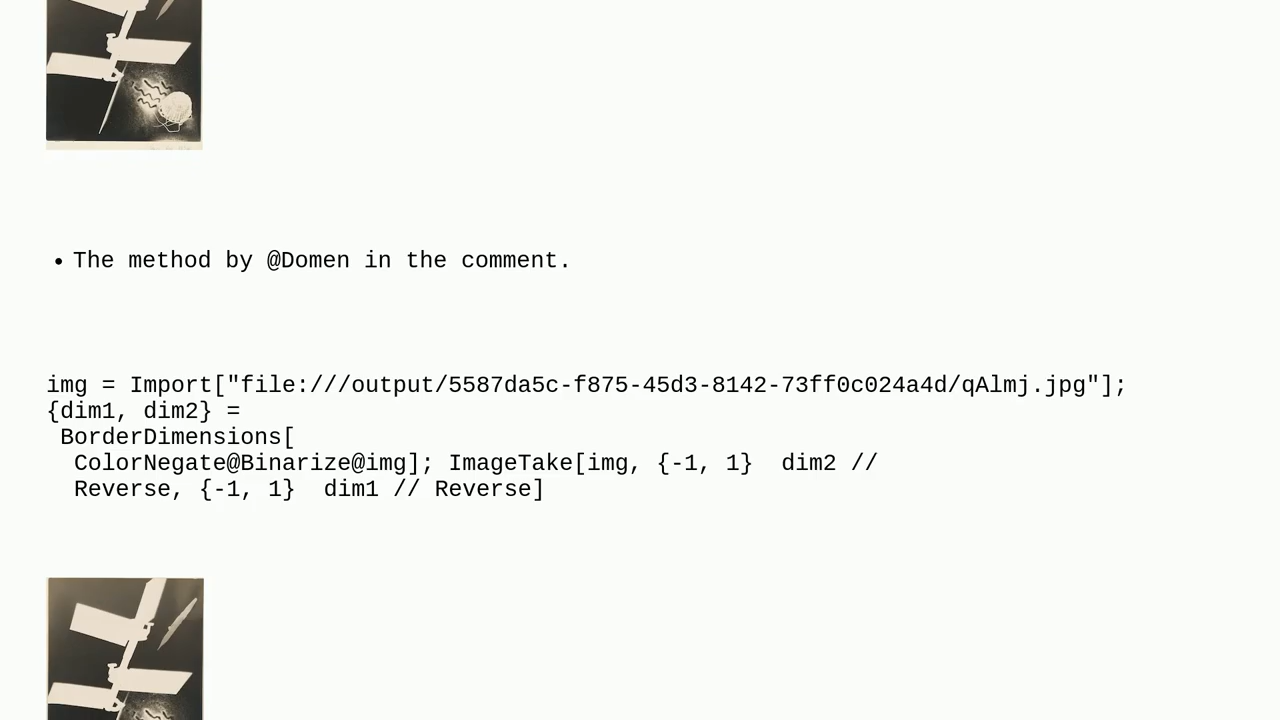 • The method by @Domen in the comment.
img = Import["file:///output/5587da5c-f875-45d3-8142-73ff0c024a4d/qAlmj.jpg"];
{dim1, dim2} =
BorderDimensions[
ColorNegate@Binarize@img]; ImageTake[img, {-1, 1}  dim2 //
Reverse, {-1, 1}  dim1 // Reverse]